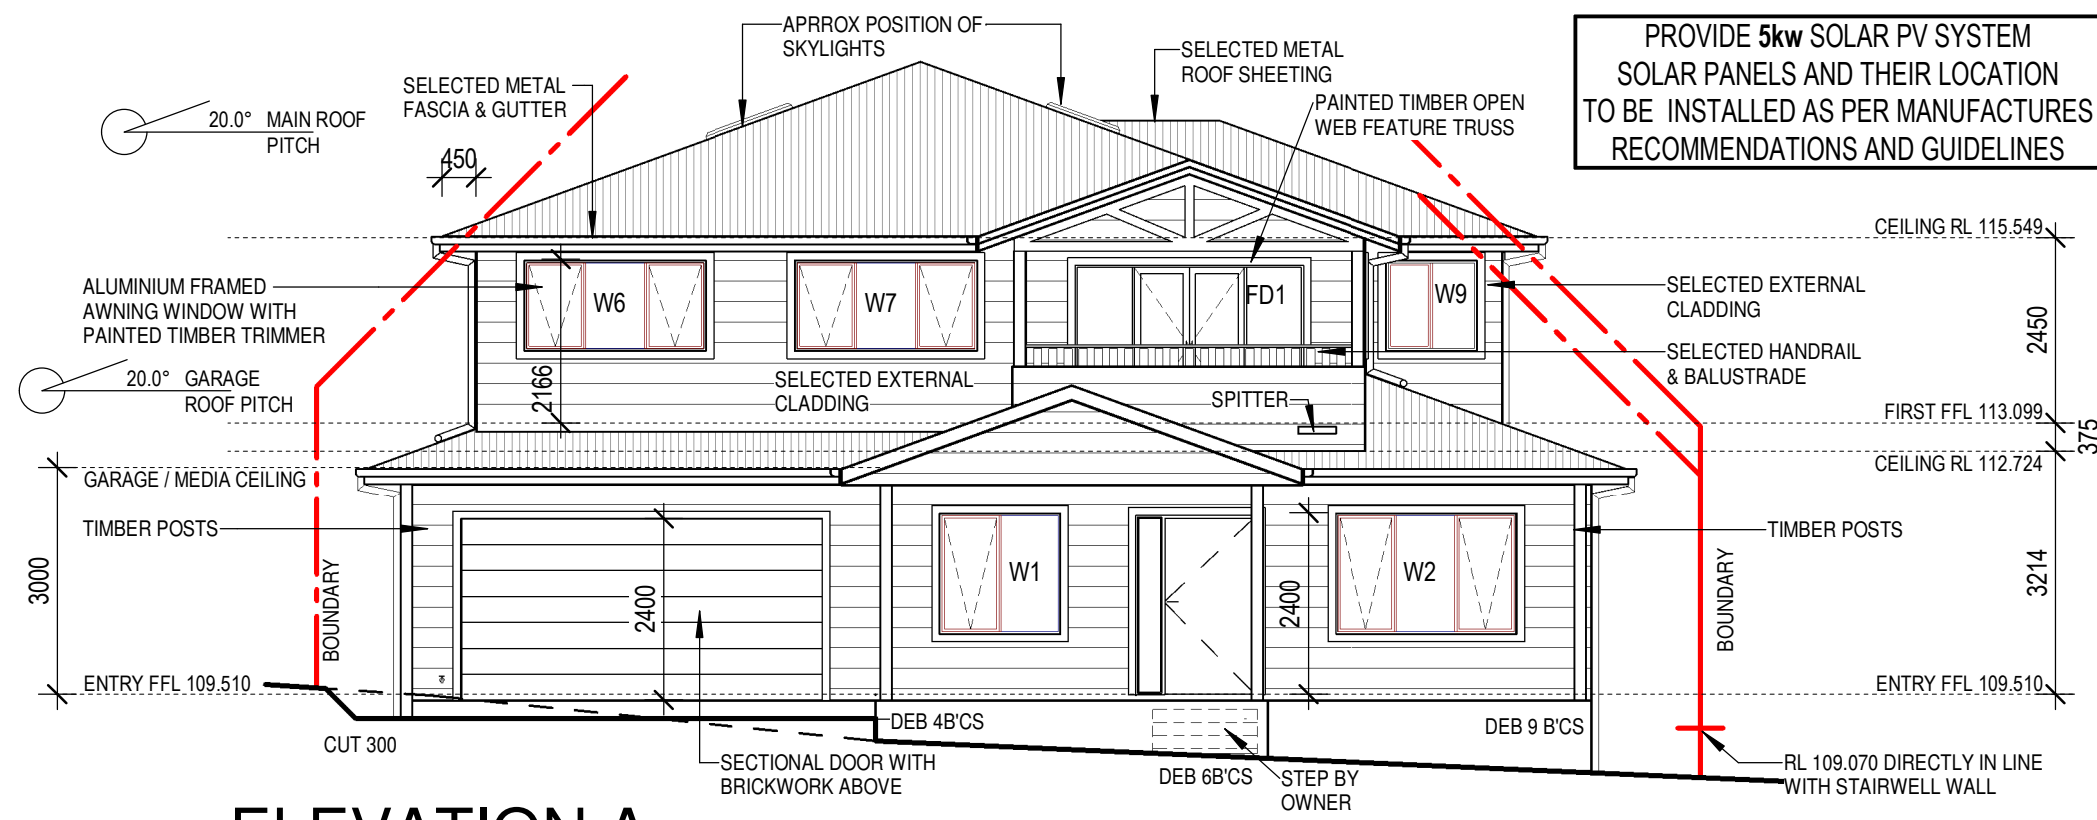 APRROX POSITION OF
SKYLIGHTS
SELECTED METAL
ROOF SHEETING
PROVIDE 5kw SOLAR PV SYSTEM
SOLAR PANELS AND THEIR LOCATION
TO BE INSTALLED AS PER MANUFACTURES
RECOMMENDATIONS AND GUIDELINES
SELECTED METAL
FASCIA & GUTTER
PAINTED TIMBER OPEN
WEB FEATURE TRUSS
20.0° MAIN ROOF
PITCH
450
CEILING RL 115.549
ALUMINIUM FRAMED
AWNING WINDOW WITH
PAINTED TIMBER TRIMMER
W6
W7
FD1
W9
SELECTED EXTERNAL
CLADDING
2450
20.0° GARAGE
ROOF PITCH
2166
SELECTED EXTERNAL
CLADDING
SELECTED HANDRAIL
& BALUSTRADE
SPITTER
FIRST FFL 113.099
375
CEILING RL 112.724
GARAGE / MEDIA CEILING
TIMBER POSTS
TIMBER POSTS
3000
BOUNDARY
2400
W1
2400
W2
BOUNDARY
3214
ENTRY FFL 109.510
ENTRY FFL 109.510
DEB 4B'CS
DEB 9 B'CS
CUT 300
SECTIONAL DOOR WITH
BRICKWORK ABOVE
DEB 6B'CS
STEP BY
OWNER
RL 109.070 DIRECTLY IN LINE
WITH STAIRWELL WALL
ELEVATION A